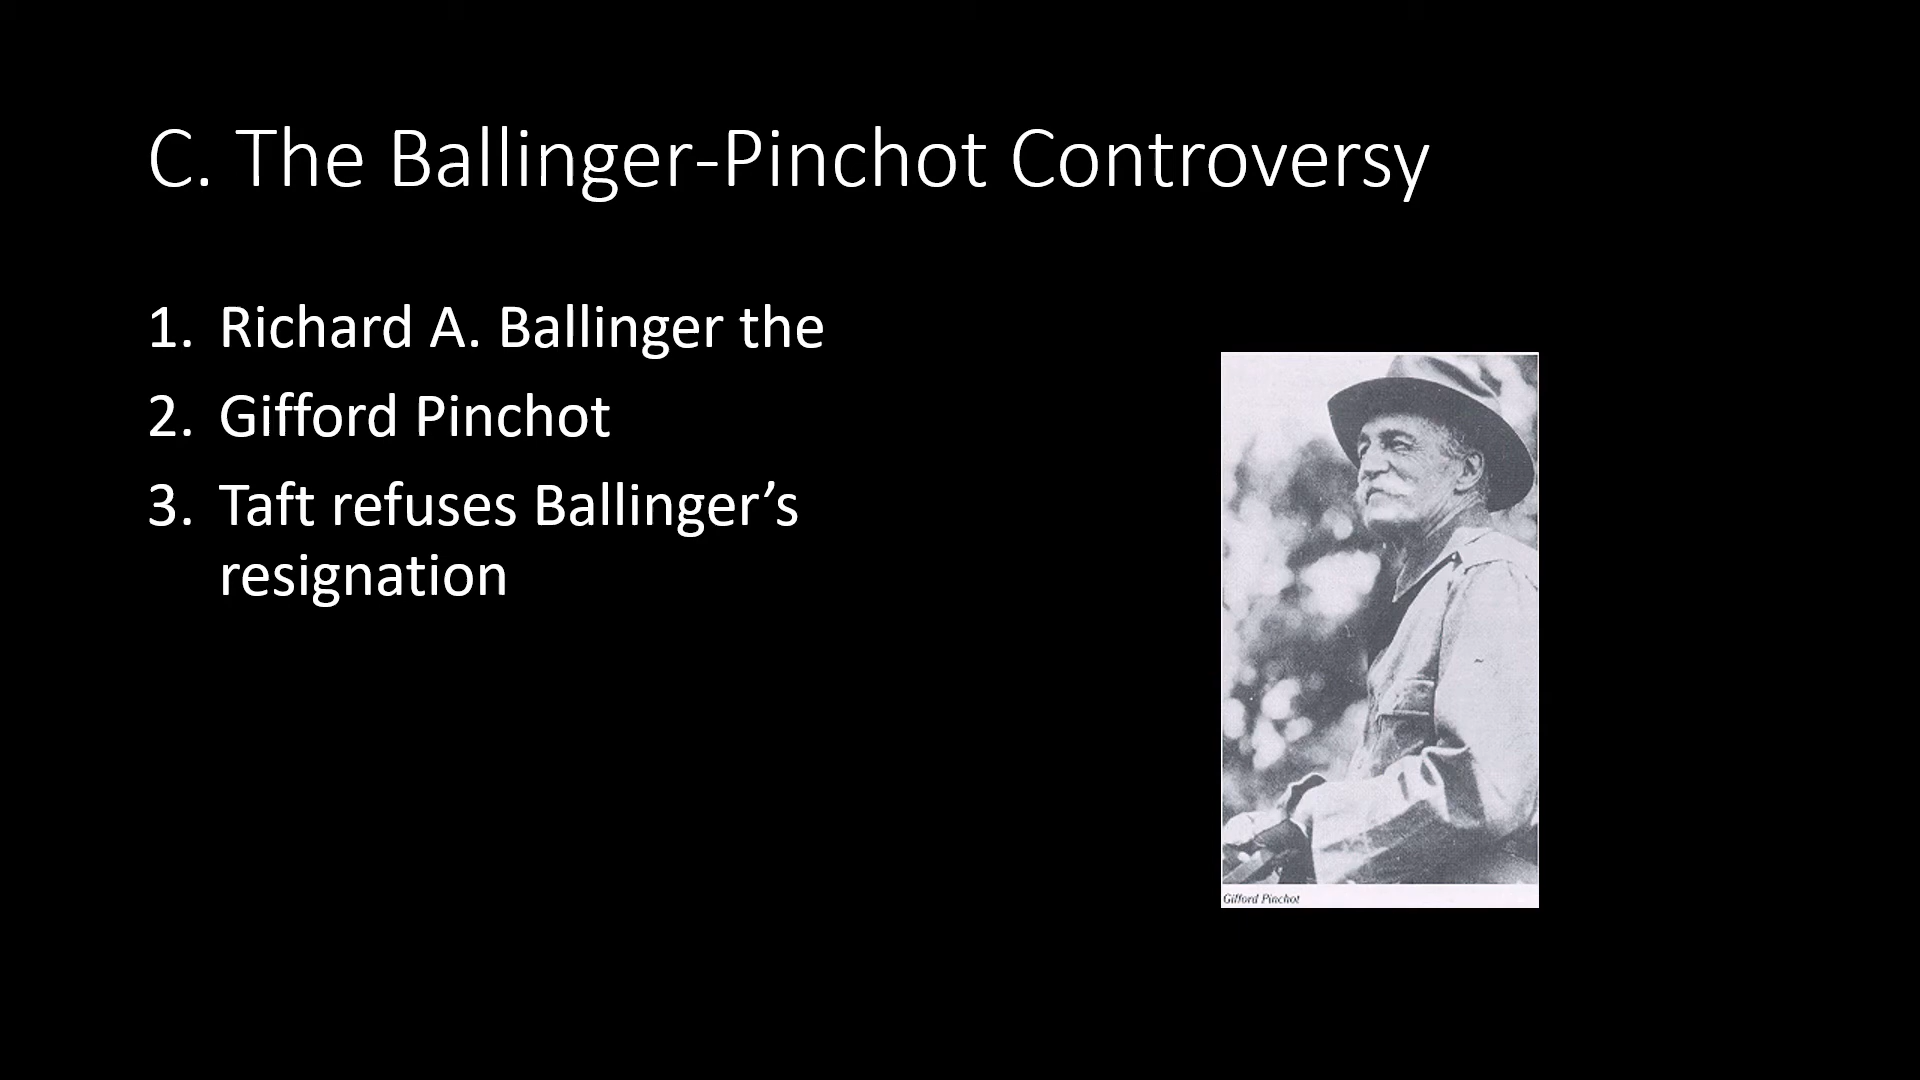 C. The Ballinger-Pinchot Controversy
1. Richard A. Ballinger the
2. Gifford Pinchot
3. Taft refuses Ballinger’s
resignation
Gifford Pinchot